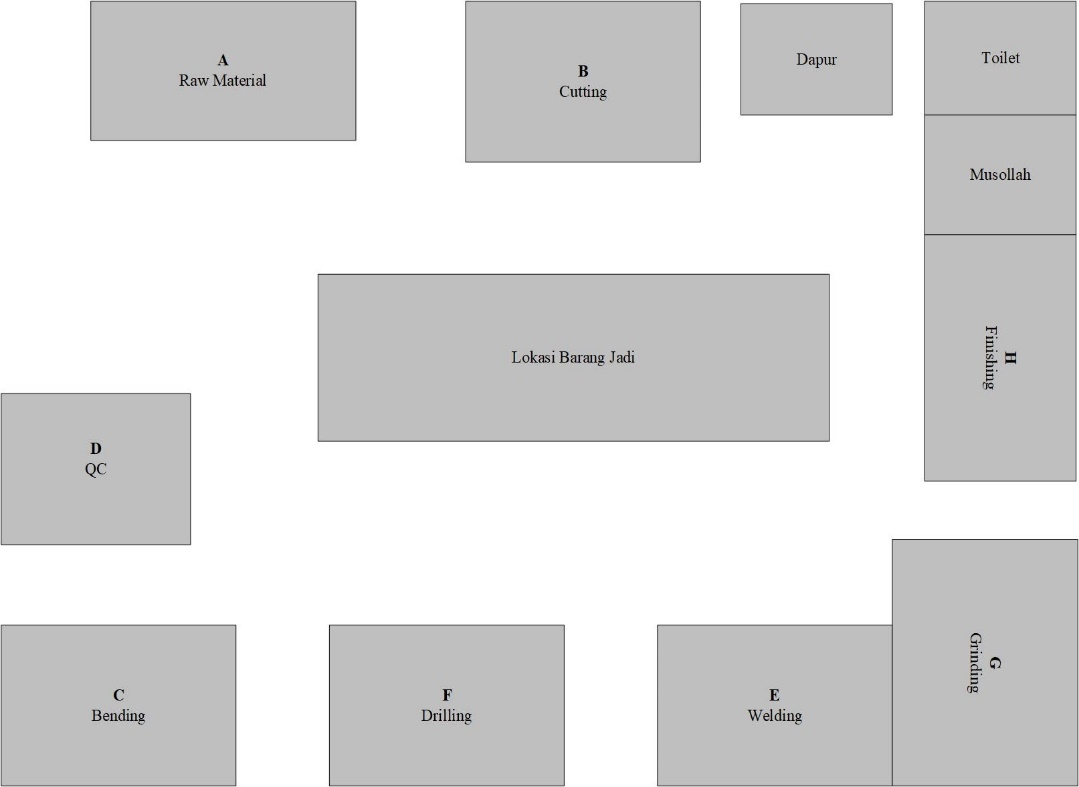 A
Raw Material
B
Cutting
Dapur
Toilet
Musollah
Lokasi Barang Jadi
H
Finishing
D
QC
C
Bending
F
Drilling
E
Welding
G
Grinding